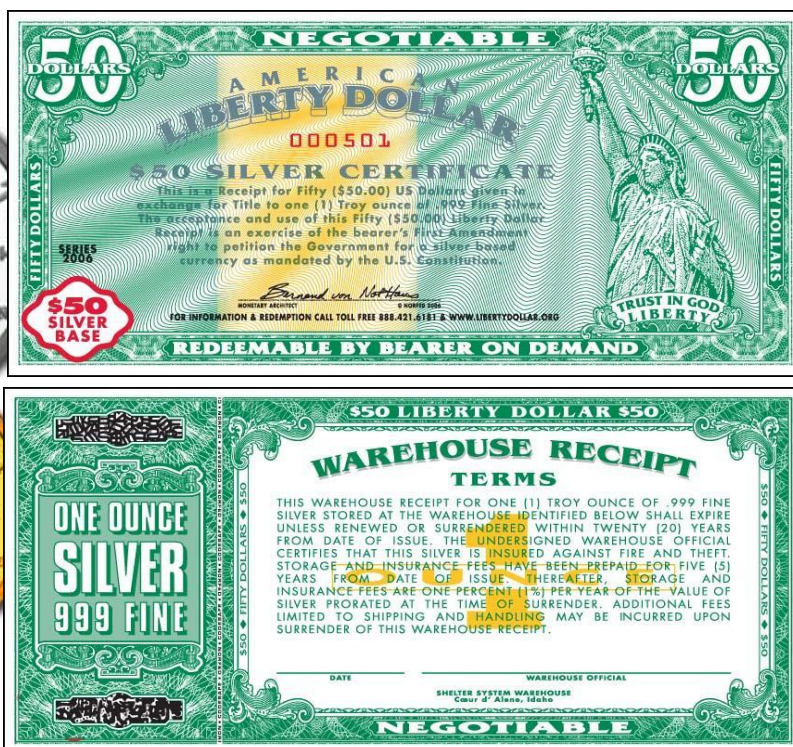 NEGOTIABLE
50 DOLLARS
50 DOLLARS
AMERICAN
LIBERTY DOLLAR
000501
$50 SILVER CERTIFICATE
This is a Receipt for Fifty ($50.00) US Dollars given in
exchange for Title to one (1) Troy ounce of .999 Fine Silver.
The acceptance and use of this Fifty ($50.00) Liberty Dollar
Receipt is an exercise of the bearer's First Amendment
right to petition the Government for a silver based
currency as mandated by the U.S. Constitution.
FIFTY DOLLARS
FIFTY DOLLARS
SERIES
2006
$50
SILVER
BASE
Bernard von NotHaus
MONETARY ARCHITECT
© NORFED 2006
FOR INFORMATION & REDEMPTION CALL TOLL FREE 888.421.6181 & WWW.LIBERTYDOLLAR.ORG
TRUST IN GOD
LIBERTY
REDEEMABLE BY BEARER ON DEMAND
ONE OUNCE
SILVER
999 FINE
$50 LIBERTY DOLLAR $50
WAREHOUSE RECEIPT
TERMS
THIS WAREHOUSE RECEIPT FOR ONE (1) TROY OUNCE OF .999 FINE
SILVER STORED AT THE WAREHOUSE IDENTIFIED BELOW SHALL EXPIRE
UNLESS RENEWED OR SURRENDERED WITHIN TWENTY (20) YEARS
FROM DATE OF ISSUE. THE UNDERSIGNED WAREHOUSE OFFICIAL
CERTIFIES THAT THIS SILVER IS INSURED AGAINST FIRE AND THEFT.
STORAGE AND INSURANCE FEES HAVE BEEN PREPAID FOR FIVE (5)
YEARS FROM DATE OF ISSUE. THEREAFTER, STORAGE AND
INSURANCE FEES ARE ONE PERCENT (1%) PER YEAR OF THE VALUE OF
SILVER PRORATED AT THE TIME OF SURRENDER. ADDITIONAL FEES
LIMITED TO SHIPPING AND HANDLING MAY BE INCURRED UPON
SURRENDER OF THIS WAREHOUSE RECEIPT.
1
OUNCE
$50 ♦ FIFTY DOLLARS ♦ $50
$50 ♦ FIFTY DOLLARS ♦ $50
DATE
WAREHOUSE OFFICIAL
SHELTER SYSTEM WAREHOUSE
Cœur d' Alene, Idaho
NEGOTIABLE